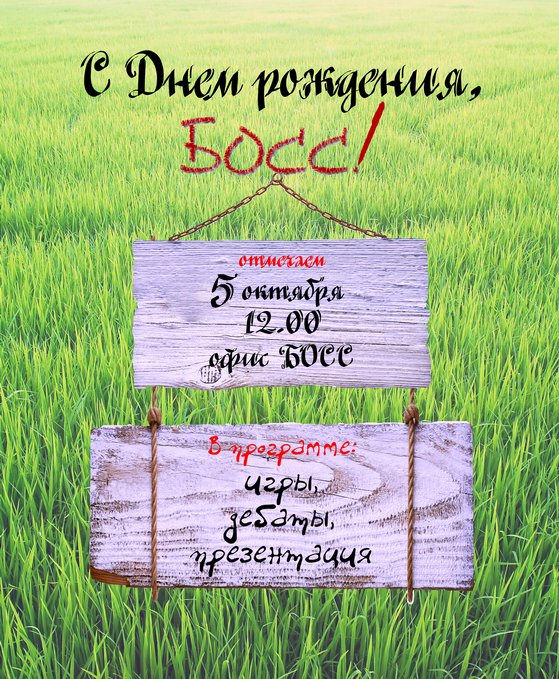 С Днем рождения,
БОСС!
отмечаем
5 октября
12.00
офис БОСС
В программе:
игры,
дебаты,
презентация